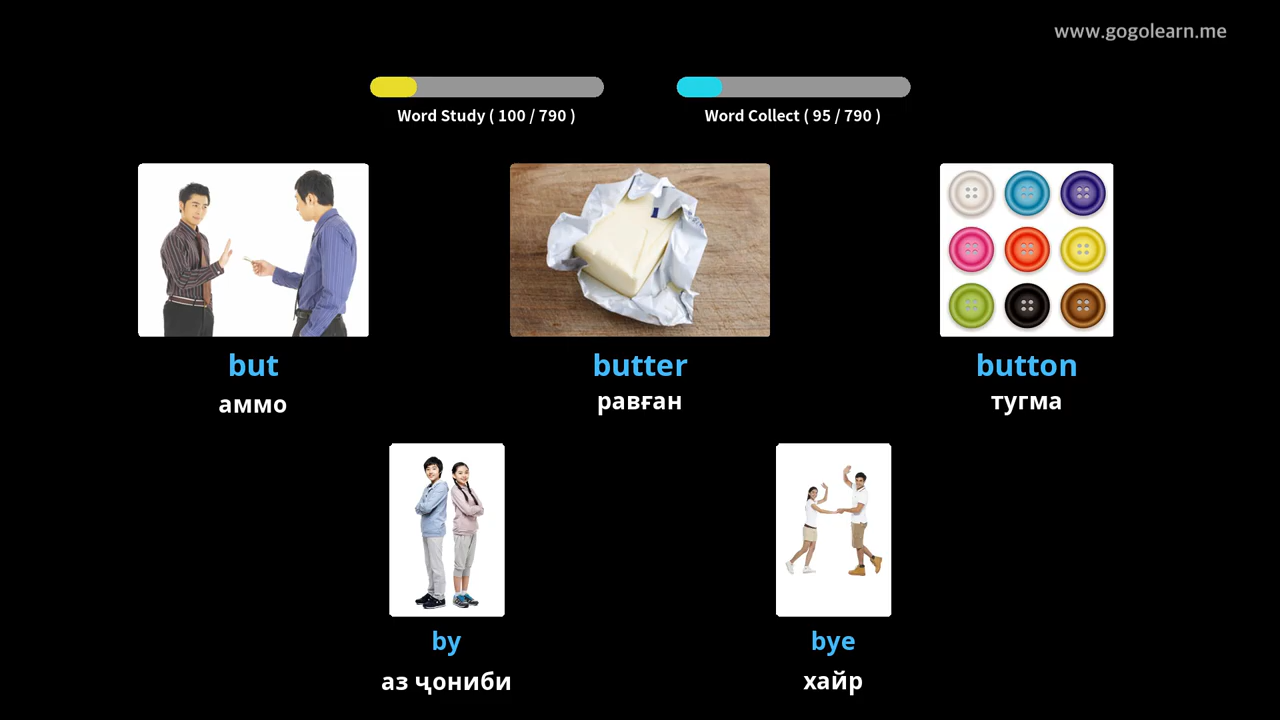 www.gogolearn.me
Word Study ( 100 / 790 )
Word Collect ( 95 / 790 )
but
butter
button
аммо
равған
тугма
by
bye
аз ҷониби
хайр